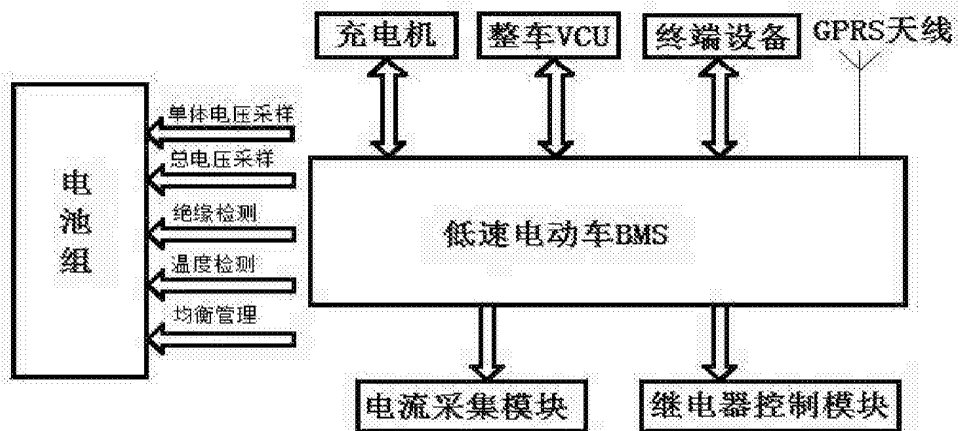 充电机
整车VCU
终端设备
GPRS天线
单体电压采样
总电压采样
绝缘检测
温度检测
均衡管理
电池组
低速电动车BMS
电流采集模块
继电器控制模块